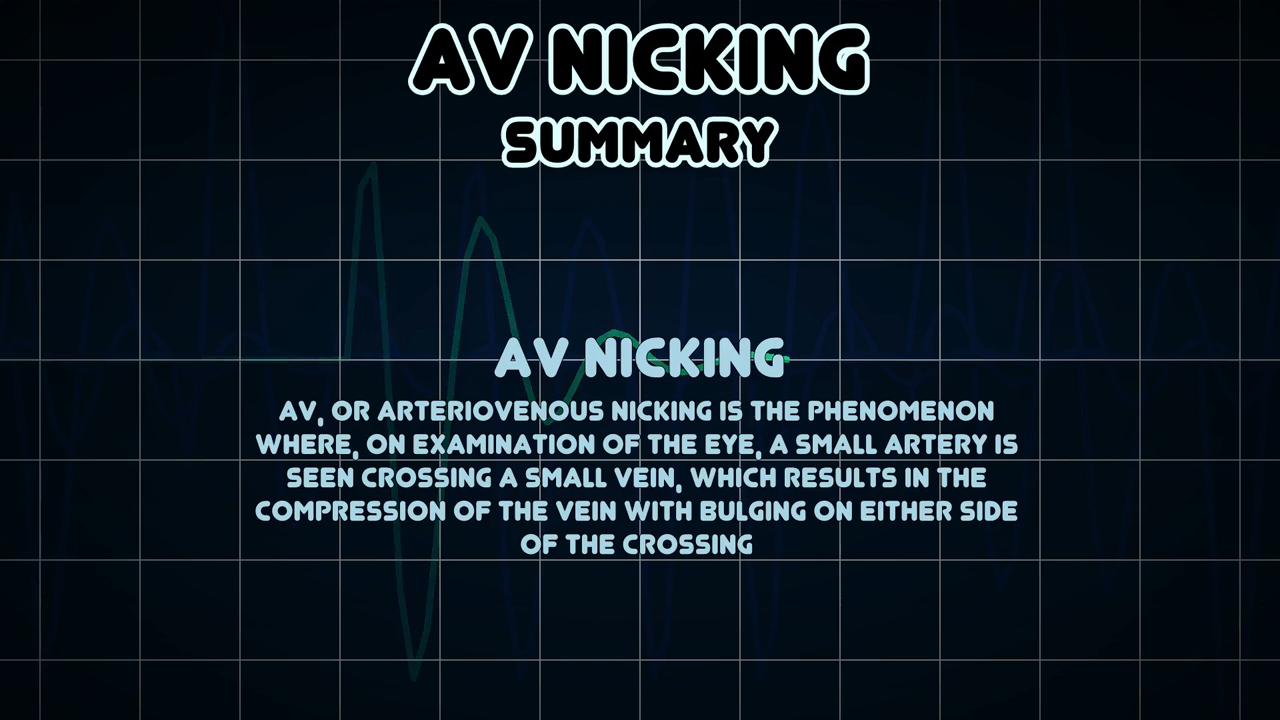 AV NICKING
SUMMARY
AV NICKING
AV, OR ARTERIOVENOUS NICKING IS THE PHENOMENON
WHERE, ON EXAMINATION OF THE EYE, A SMALL ARTERY IS
SEEN CROSSING A SMALL VEIN, WHICH RESULTS IN THE
COMPRESSION OF THE VEIN WITH BULGING ON EITHER SIDE
OF THE CROSSING